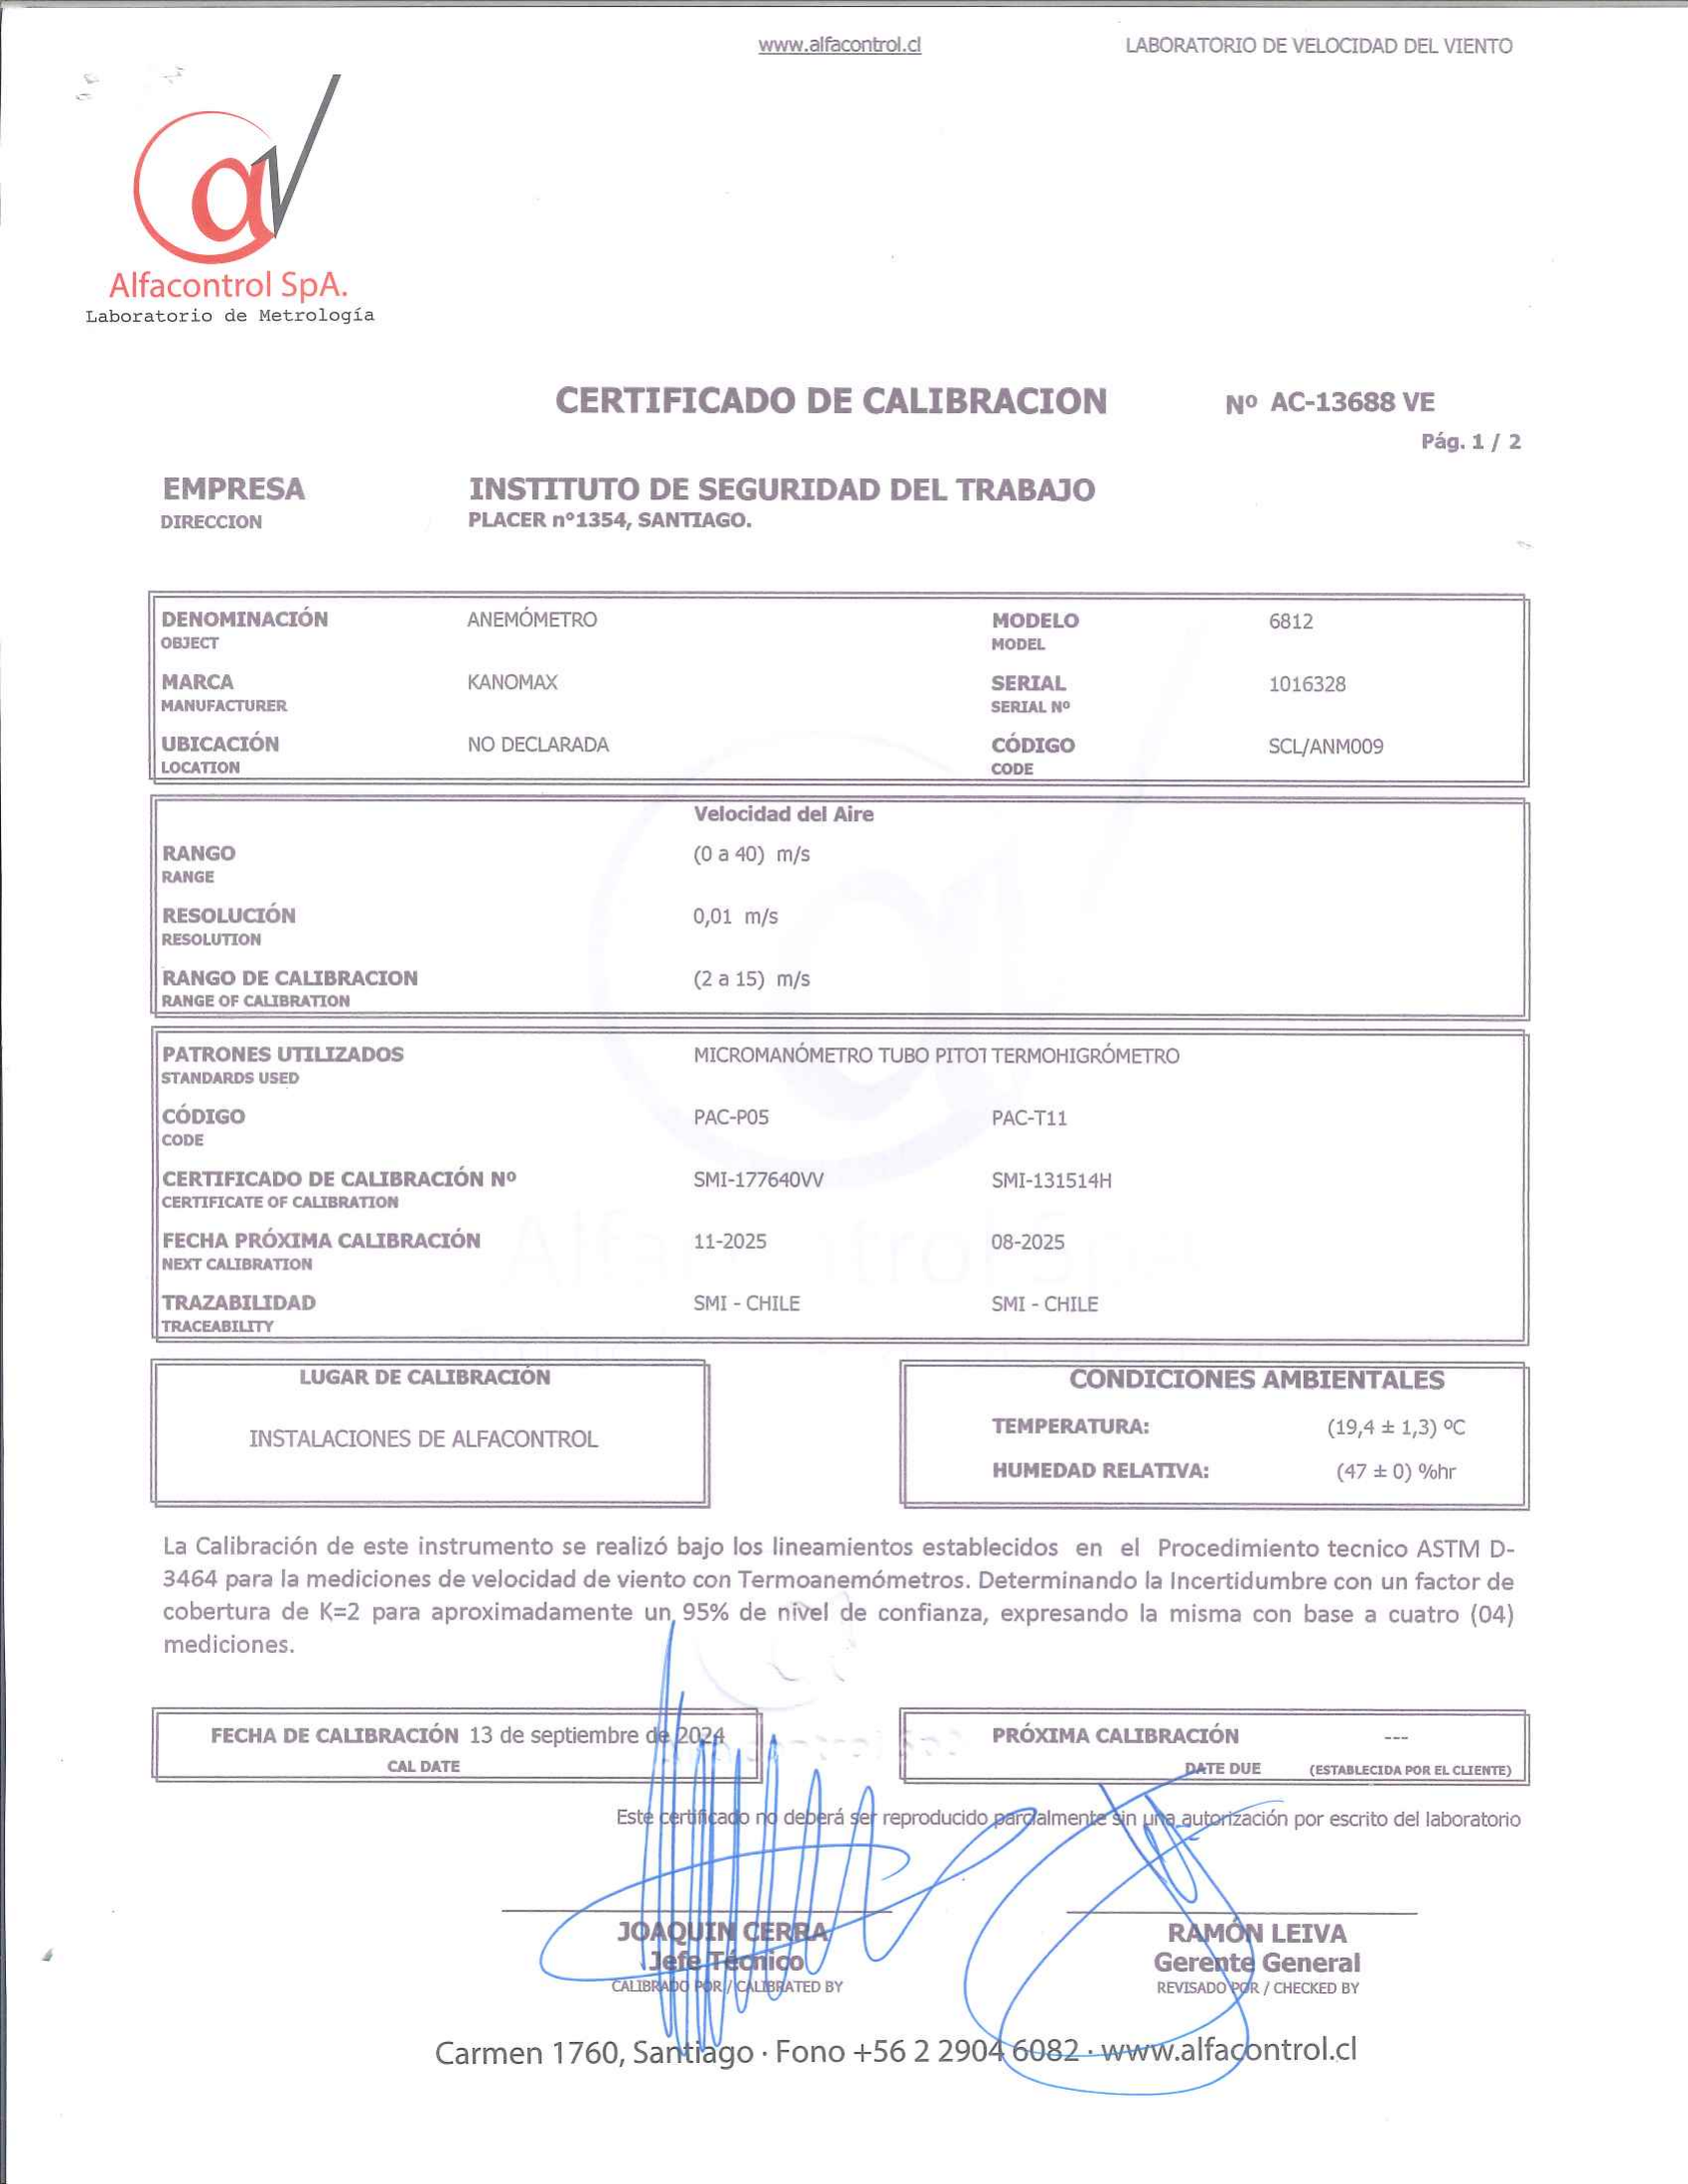 www.alfacontrol.cl LABORATORIO DE VELOCIDAD DEL VIENTO
Alfacontrol SpA.
Laboratorio de Metrología
CERTIFICADO DE CALIBRACION Nº AC-13688 VE
Pág. 1 / 2
EMPRESA INSTITUTO DE SEGURIDAD DEL TRABAJO
DIRECCION PLACER nº1354, SANTIAGO.
DENOMINACIÓN ANEMÓMETRO MODELO 6812
OBJECT MODEL
MARCA KANOMAX SERIAL 1016328
MANUFACTURER SERIAL Nº
UBICACIÓN NO DECLARADA CÓDIGO SCL/ANM009
LOCATION CODE
Velocidad del Aire
RANGO (0 a 40) m/s
RANGE
RESOLUCIÓN 0,01 m/s
RESOLUTION
RANGO DE CALIBRACION (2 a 15) m/s
RANGE OF CALIBRATION
PATRONES UTILIZADOS MICROMANÓMETRO TUBO PITOT TERMOHIGRÓMETRO
STANDARDS USED
CÓDIGO PAC-P05 PAC-T11
CODE
CERTIFICADO DE CALIBRACIÓN Nº SMI-177640VV SMI-131514H
CERTIFICATE OF CALIBRATION
FECHA PRÓXIMA CALIBRACIÓN 11-2025 08-2025
NEXT CALIBRATION
TRAZABILIDAD SMI - CHILE SMI - CHILE
TRACEABILITY
LUGAR DE CALIBRACIÓN CONDICIONES AMBIENTALES
INSTALACIONES DE ALFACONTROL TEMPERATURA: (19,4 ± 1,3) ºC
HUMEDAD RELATIVA: (47 ± 0) %hr
La Calibración de este instrumento se realizó bajo los lineamientos establecidos en el Procedimiento tecnico ASTM D-
3464 para la mediciones de velocidad de viento con Termoanemómetros. Determinando la Incertidumbre con un factor de
cobertura de K=2 para aproximadamente un 95% de nivel de confianza, expresando la misma con base a cuatro (04)
mediciones.
FECHA DE CALIBRACIÓN 13 de septiembre de 2024 PRÓXIMA CALIBRACIÓN ---
CAL DATE DATE DUE (ESTABLECIDA POR EL CLIENTE)
Este certificado no deberá ser reproducido parcialmente sin una autorización por escrito del laboratorio
JOAQUIN CERRA RAMÓN LEIVA
Jefe Técnico Gerente General
CALIBRADO POR / CALIBRATED BY REVISADO POR / CHECKED BY
Carmen 1760, Santiago · Fono +56 2 2904 6082 · www.alfacontrol.cl